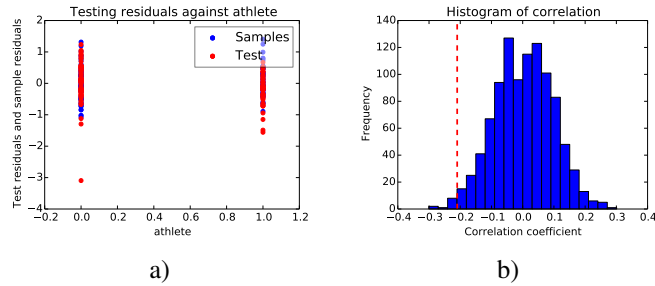 Testing residuals against athlete
Test residuals and sample residuals
2
1
0
−1
−2
−3
−4
−0.2 0.0 0.2 0.4 0.6 0.8 1.0 1.2
athlete
Samples
Test
a)
Histogram of correlation
Frequency
140
120
100
80
60
40
20
0
−0.4 −0.3 −0.2 −0.1 0.0 0.1 0.2 0.3 0.4
Correlation coefficient
b)